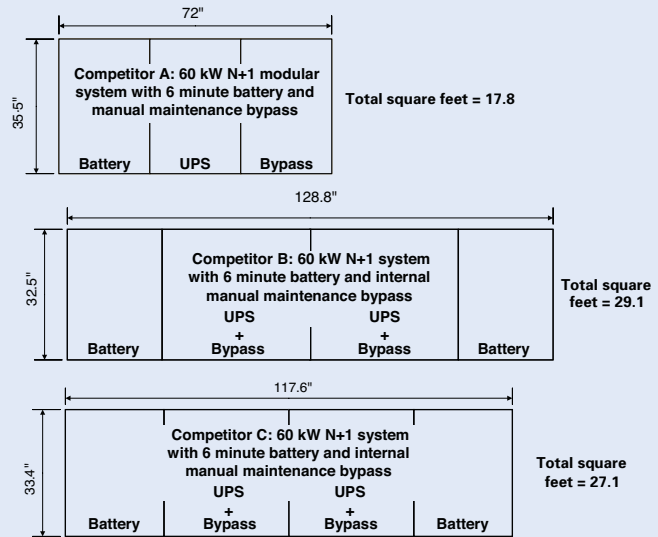 72"
35.5"
Competitor A: 60 kW N+1 modular
system with 6 minute battery and
manual maintenance bypass
Battery UPS Bypass
Total square feet = 17.8
128.8"
32.5"
Competitor B: 60 kW N+1 system
with 6 minute battery and internal
manual maintenance bypass
UPS UPS
+ +
Battery Bypass Bypass Battery
Total square
feet = 29.1
117.6"
33.4"
Competitor C: 60 kW N+1 system
with 6 minute battery and internal
manual maintenance bypass
UPS UPS
+ +
Battery Bypass Bypass Battery
Total square
feet = 27.1